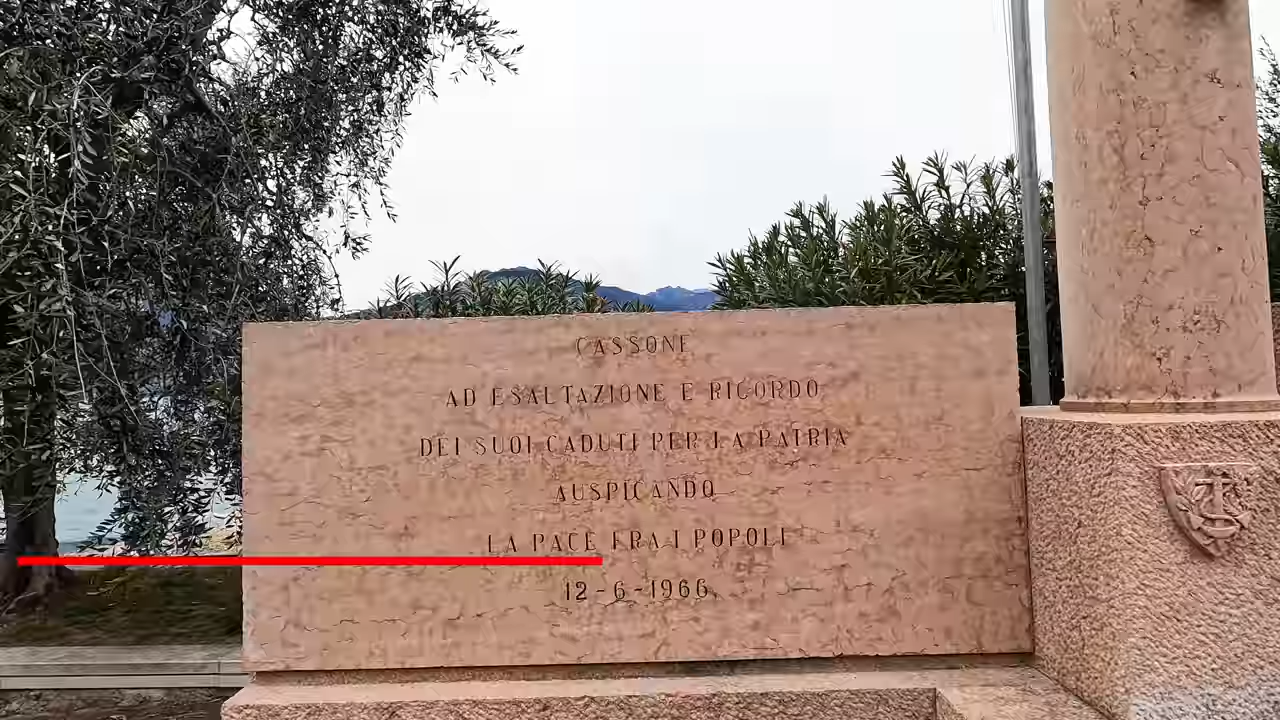 CASSONE
AD ESALTAZIONE E RICORDO
DEI SUOI CADUTI PER LA PATRIA
AUSPICANDO
LA PACE FRA I POPOLI
12-6-1966